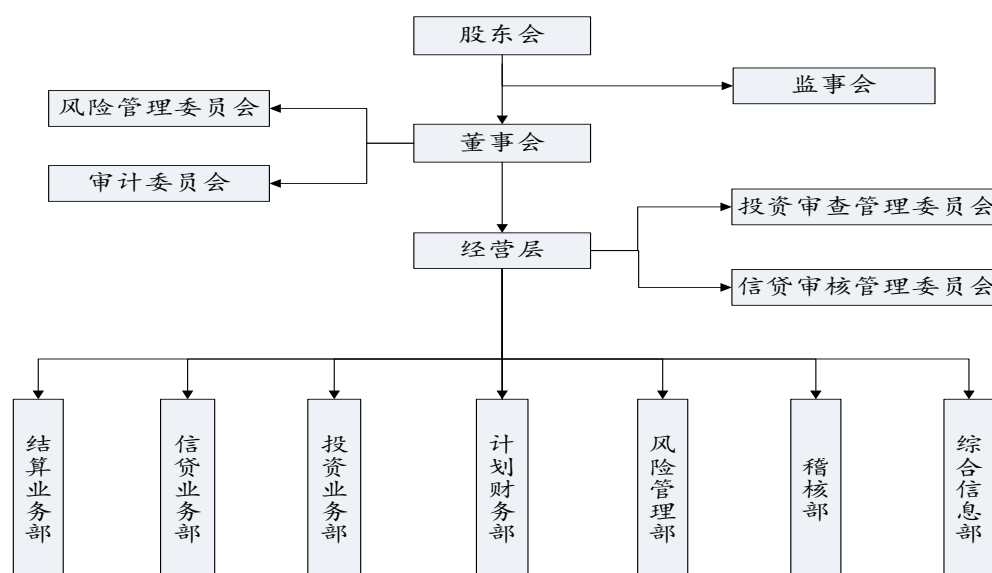 股东会
监事会
风险管理委员会
董事会
审计委员会
投资审查管理委员会
经营层
信贷审核管理委员会
结算业务部
信贷业务部
投资业务部
计划财务部
风险管理部
稽核部
综合信息部